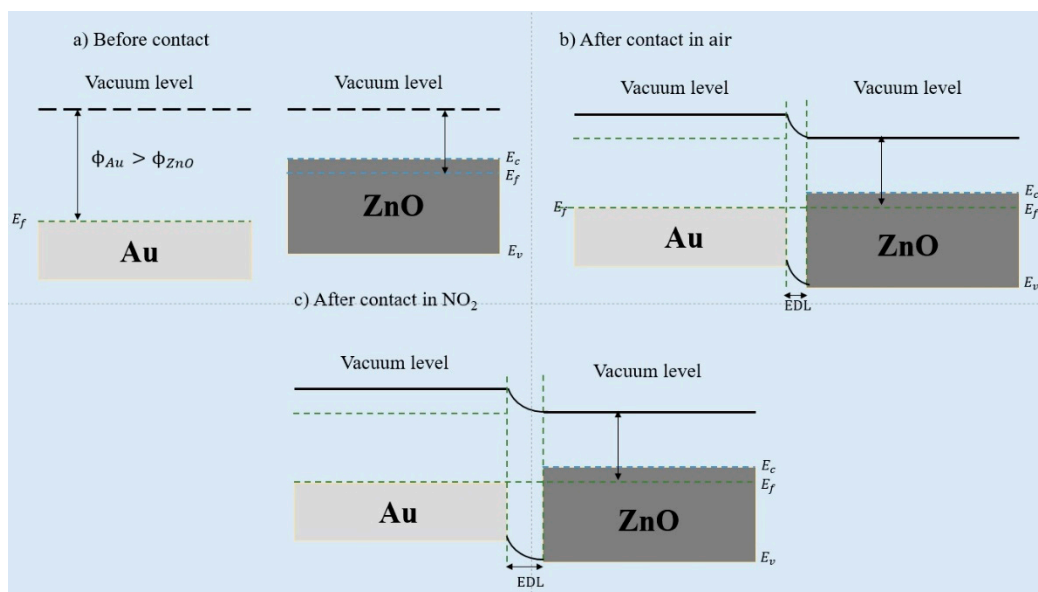 a) Before contact
Vacuum level
Vacuum level
ϕ_Au > ϕ_ZnO
E_c
E_f
ZnO
E_f
Au
E_v
b) After contact in air
Vacuum level
Vacuum level
E_c
E_f
E_f
Au
ZnO
E_v
EDL
c) After contact in NO₂
Vacuum level
Vacuum level
E_c
E_f
Au
ZnO
E_v
EDL